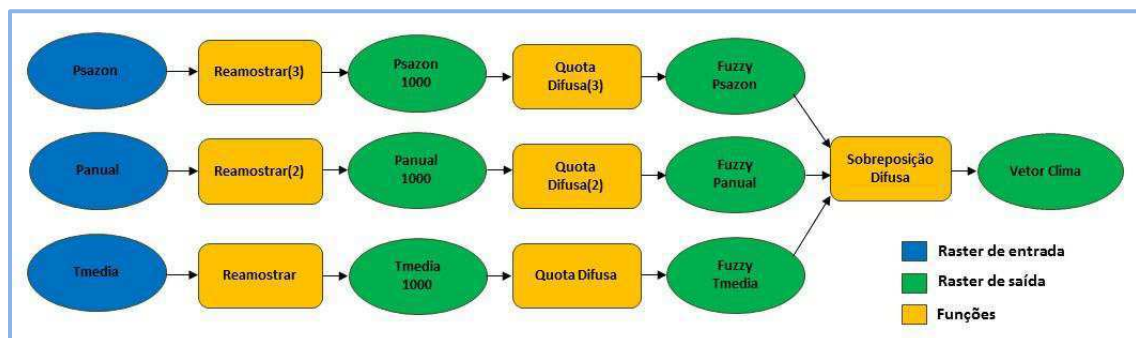 Psazon
Reamostrar(3)
Psazon
1000
Quota
Difusa(3)
Fuzzy
Psazon
Panual
Reamostrar(2)
Panual
1000
Quota
Difusa(2)
Fuzzy
Panual
Sobreposição
Difusa
Vetor Clima
Tmedia
Reamostrar
Tmedia
1000
Quota Difusa
Fuzzy
Tmedia
Raster de entrada
Raster de saída
Funções